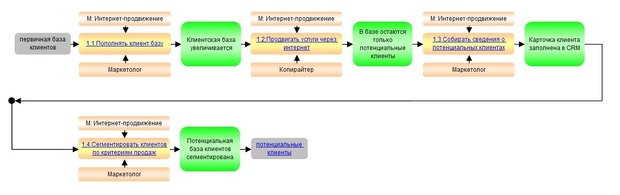 М: Интернет-продвижение
М: Интернет-продвижение
В базе остаются
только
потенциальные
клиенты
М: Интернет-продвижение
первичная база
клиентов
1.1.Пополнять клиент базу
Клиентская база
увеличивается
1.2.Продвигать услуги через
интернет
1.3.Собирать сведения о
потенциальных клиентах
Карточка клиента
заполнена в CRM
Маркетолог
Копирайтер
Маркетолог
М: Интернет-продвижение
1.4.Сегментировать клиентов
по критериям продаж
Потенциальная
база клиентов
сегментирована
потенциальные
клиенты
Маркетолог